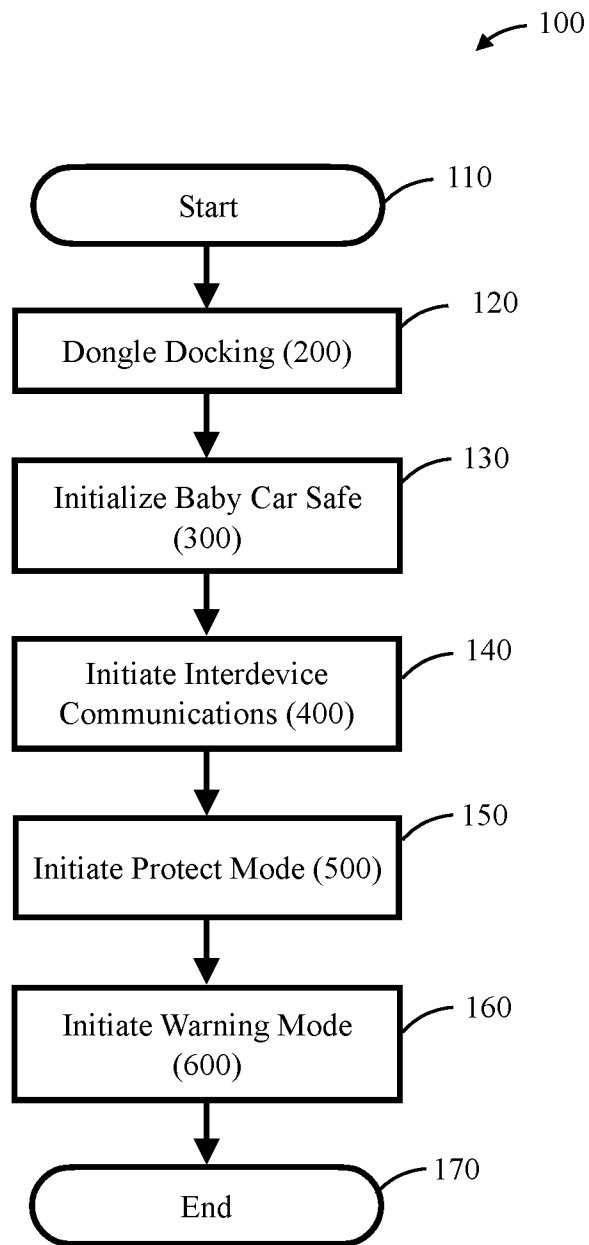 100
Start
110
Dongle Docking (200)
120
Initialize Baby Car Safe
(300)
130
Initiate Interdevice
Communications (400)
140
Initiate Protect Mode (500)
150
Initiate Warning Mode
(600)
160
End
170